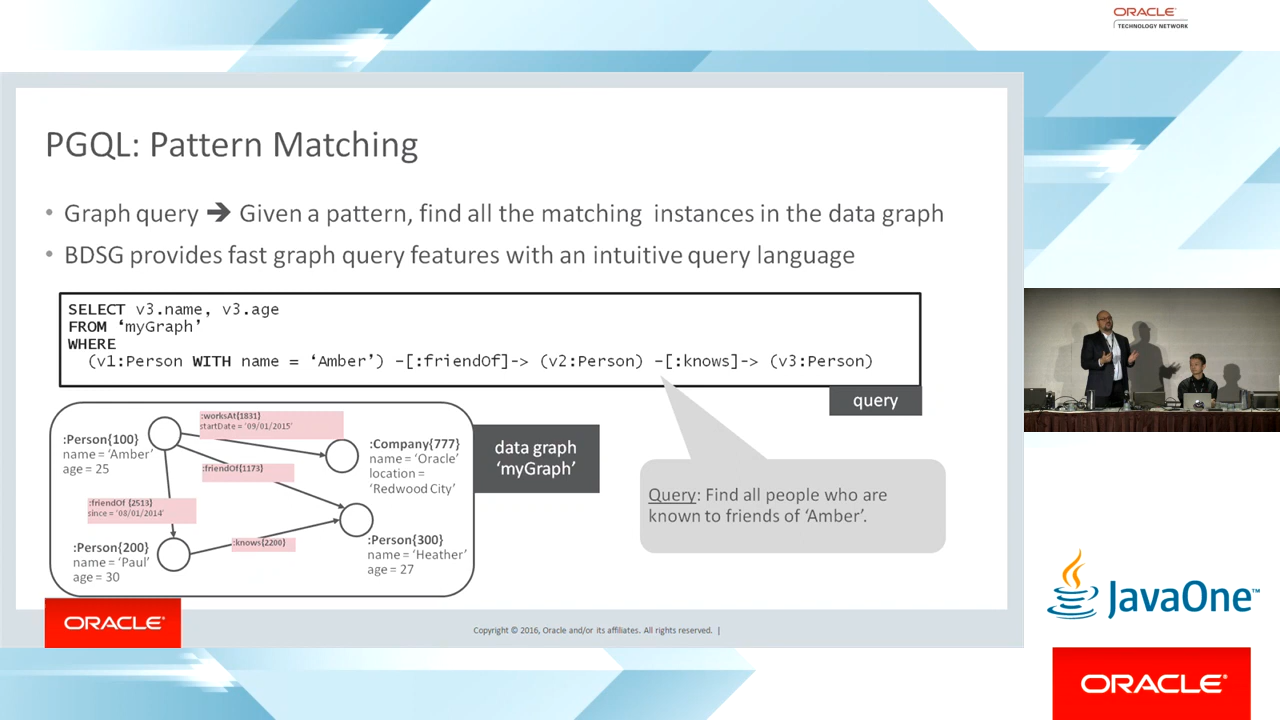 ORACLE
TECHNOLOGY NETWORK
PGQL: Pattern Matching
• Graph query ➔ Given a pattern, find all the matching instances in the data graph
• BDSG provides fast graph query features with an intuitive query language
SELECT v3.name, v3.age
FROM ‘myGraph’
WHERE
(v1:Person WITH name = ‘Amber’) –[:friendOf]-> (v2:Person) –[:knows]-> (v3:Person)
query
:Person{100}
name = ‘Amber’
age = 25
:worksAt{1831}
startDate = ‘09/01/2015’
:Company{777}
name = ‘Oracle’
location =
‘Redwood City’
:friendOf{1173}
:friendOf {2513}
since = ‘08/01/2014’
:Person{200}
name = ‘Paul’
age = 30
:knows{2200}
:Person{300}
name = ‘Heather’
age = 27
data graph
‘myGraph’
Query: Find all people who are
known to friends of ‘Amber’.
ORACLE
Copyright © 2016, Oracle and/or its affiliates. All rights reserved. |
JavaOne™
ORACLE